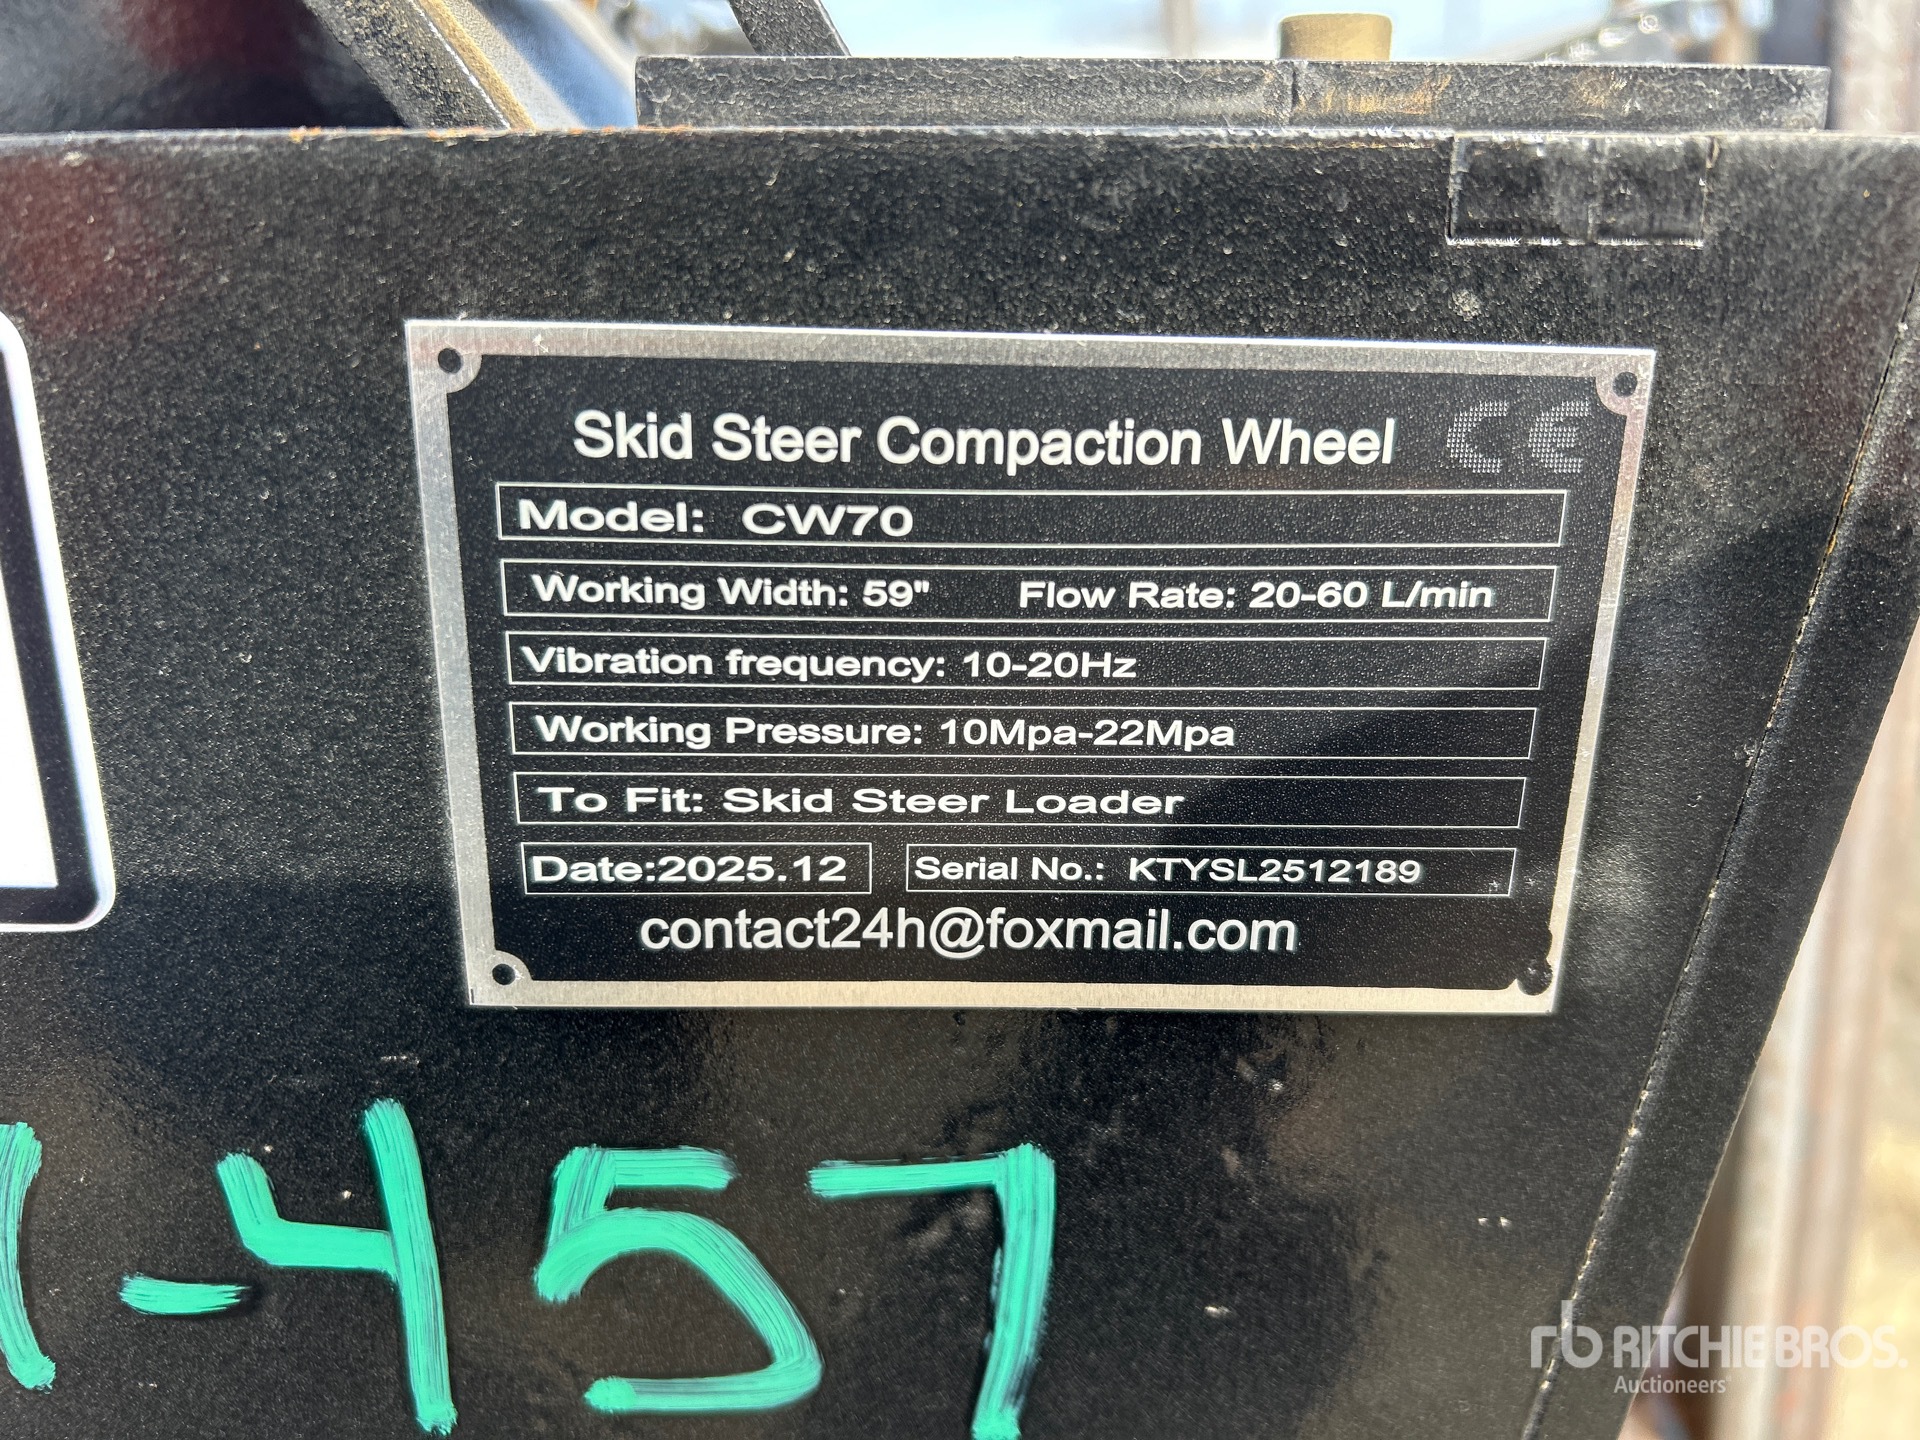 Skid Steer Compaction Wheel CE
Model: CW70
Working Width: 59" Flow Rate: 20-60 L/min
Vibration frequency: 10-20Hz
Working Pressure: 10Mpa-22Mpa
To Fit: Skid Steer Loader
Date:2025.12 Serial No.: KTYSL2512189
contact24h@foxmail.com
-457
rb RITCHIE BROS.
Auctioneers